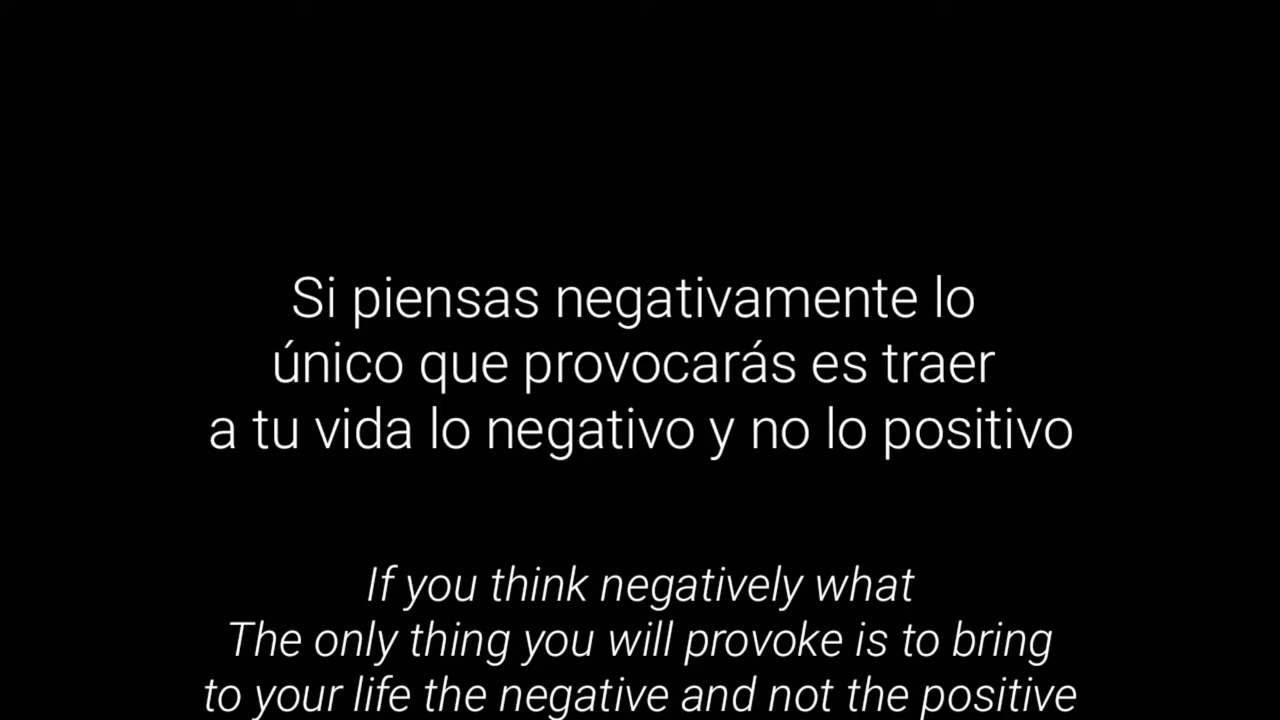 Si piensas negativamente lo
único que provocarás es traer
a tu vida lo negativo y no lo positivo
If you think negatively what
The only thing you will provoke is to bring
to your life the negative and not the positive